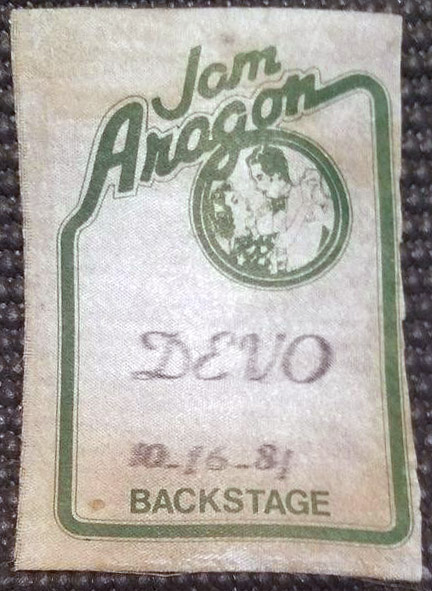 Jam
Aragon
DEVO
10-16-81
BACKSTAGE